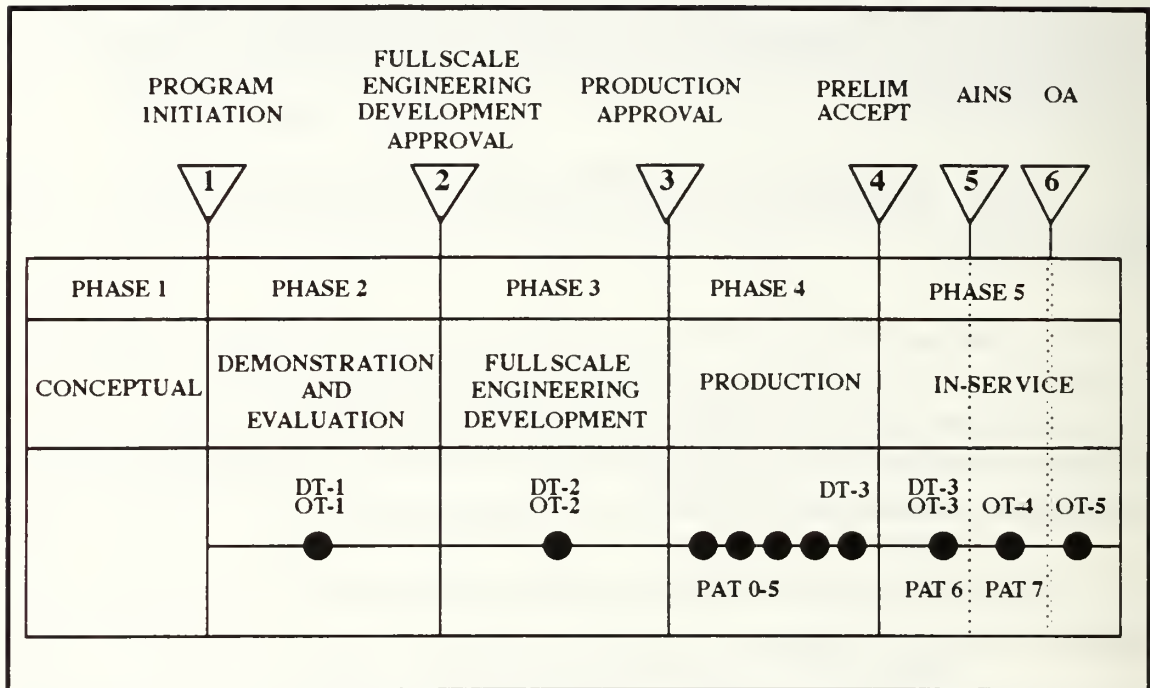 PROGRAM
INITIATION
FULLSCALE
ENGINEERING
DEVELOPMENT
APPROVAL
PRODUCTION
APPROVAL
PRELIM
ACCEPT
AINS
OA
1
2
3
4
5
6
PHASE 1
PHASE 2
PHASE 3
PHASE 4
PHASE 5
CONCEPTUAL
DEMONSTRATION
AND
EVALUATION
FULLSCALE
ENGINEERING
DEVELOPMENT
PRODUCTION
IN-SERVICE
DT-1
OT-1
DT-2
OT-2
DT-3
DT-3
OT-3
OT-4
OT-5
PAT 0-5
PAT 6
PAT 7